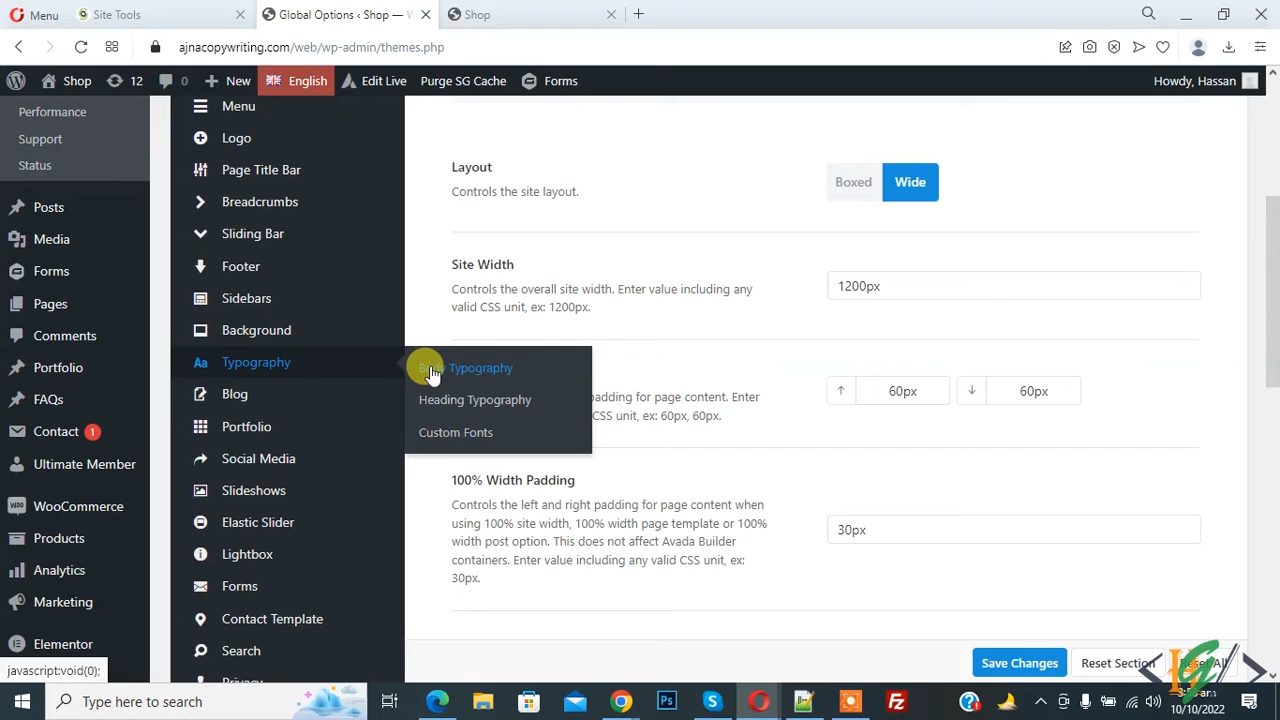 Menu
Site Tools
Global Options ‹ Shop — W
Shop
ajnacopywriting.com/web/wp-admin/themes.php
Shop
12
0
New
English
Edit Live
Purge SG Cache
Forms
Howdy, Hassan
Performance
Support
Status
Posts
Media
Forms
Pages
Comments
Portfolio
FAQs
Contact 1
Ultimate Member
WooCommerce
Products
Analytics
Marketing
Elementor
javascript:void(0);
Menu
Logo
Page Title Bar
Breadcrumbs
Sliding Bar
Footer
Sidebars
Background
Aa Typography
Blog
Portfolio
Social Media
Slideshows
Elastic Slider
Lightbox
Forms
Contact Template
Search
Privacy
Body Typography
Heading Typography
Custom Fonts
Layout
Controls the site layout.
Boxed
Wide
Site Width
Controls the overall site width. Enter value including any
valid CSS unit, ex: 1200px.
1200px
padding for page content. Enter
CSS unit, ex: 60px, 60px.
60px
60px
100% Width Padding
Controls the left and right padding for page content when
using 100% site width, 100% width page template or 100%
width post option. This does not affect Avada Builder
containers. Enter value including any valid CSS unit, ex:
30px.
30px
Save Changes
Reset Section
Reset All
Type here to search
10/10/2022